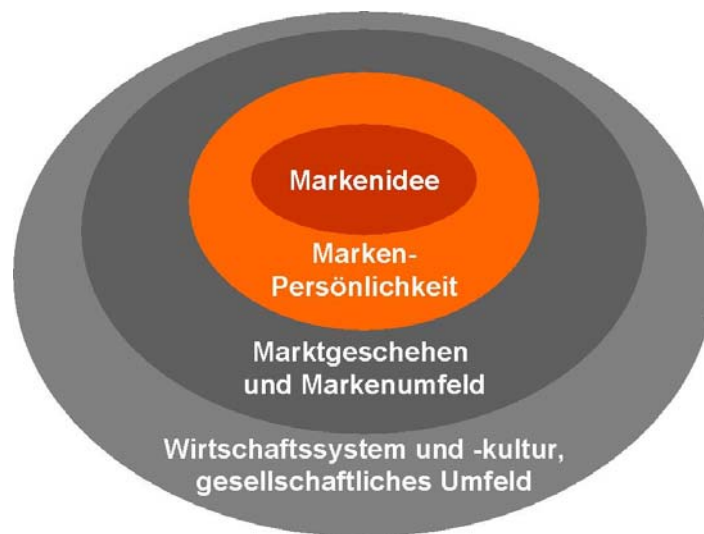 Markenidee
Marken-
Persönlichkeit
Marktgeschehen
und Markenumfeld
Wirtschaftssystem und -kultur,
gesellschaftliches Umfeld